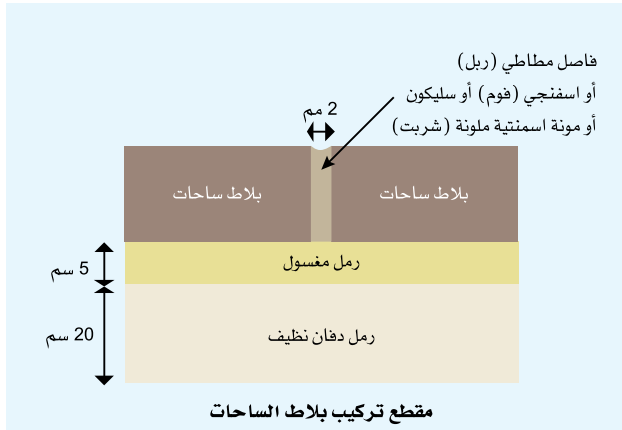 فاصل مطاطي (ربل)
أو اسفنجي (فوم) أو سليكون
أو مونة اسمنتية ملونة (شربت)
2 مم
بلاط ساحات
بلاط ساحات
رمل مغسول
5 سم
رمل دفان نظيف
20 سم
مقطع تركيب بلاط الساحات